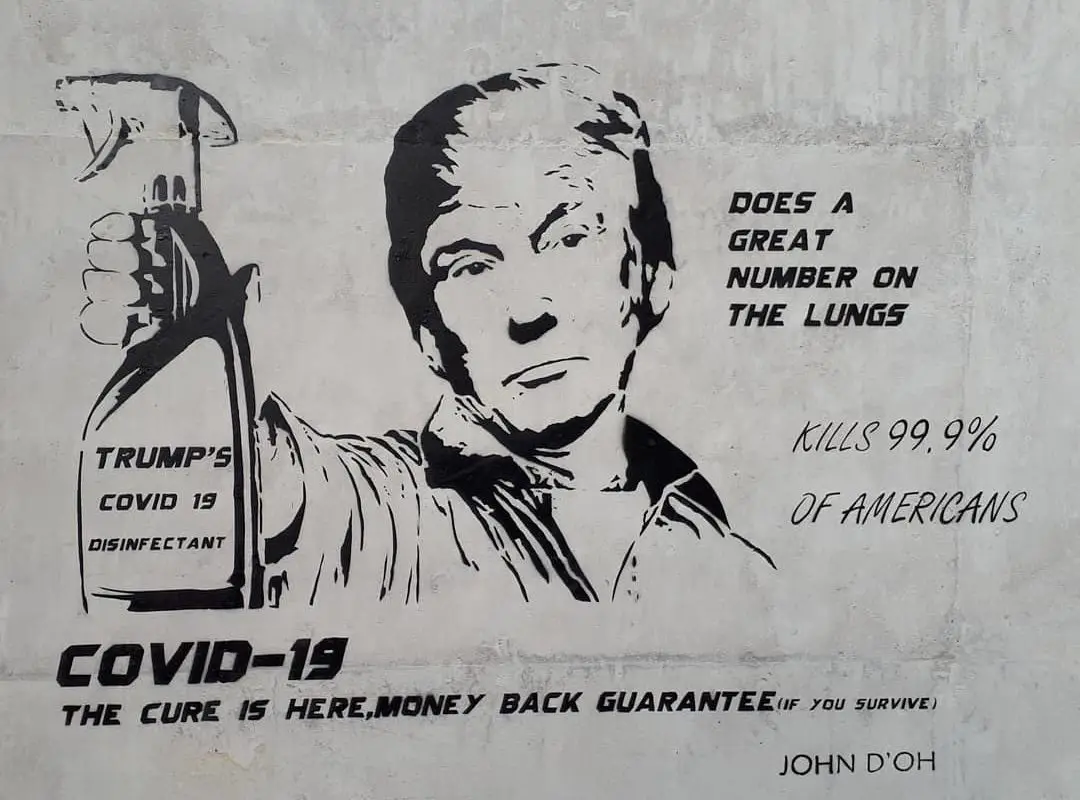 DOES A
GREAT
NUMBER ON
THE LUNGS
KILLS 99.9%
OF AMERICANS
TRUMP'S
COVID 19
DISINFECTANT
COVID-19
THE CURE IS HERE,MONEY BACK GUARANTEE(IF YOU SURVIVE)
JOHN D'OH